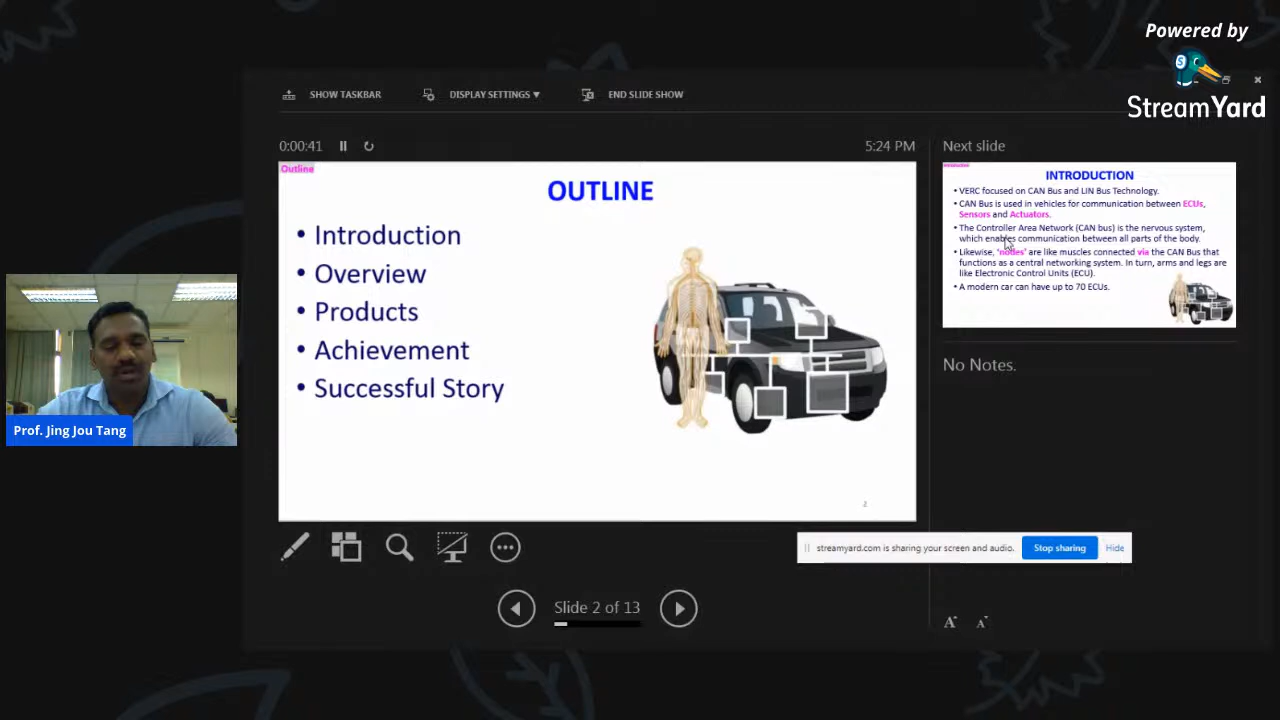 Powered by
StreamYard
SHOW TASKBAR
DISPLAY SETTINGS ▾
END SLIDE SHOW
0:00:41
5:24 PM
Next slide
Outline
OUTLINE
• Introduction
• Overview
• Products
• Achievement
• Successful Story
2
INTRODUCTION
• VERC focused on CAN Bus and LIN Bus Technology.
• CAN Bus is used in vehicles for communication between ECUs,
Sensors and Actuators.
• The Controller Area Network (CAN bus) is the nervous system,
which enables communication between all parts of the body.
• Likewise, 'nodes' are like muscles connected via the CAN Bus that
functions as a central networking system. In turn, arms and legs are
like Electronic Control Units (ECU).
• A modern car can have up to 70 ECUs.
No Notes.
Prof. Jing Jou Tang
streamyard.com is sharing your screen and audio.
Stop sharing
Hide
Slide 2 of 13
A A